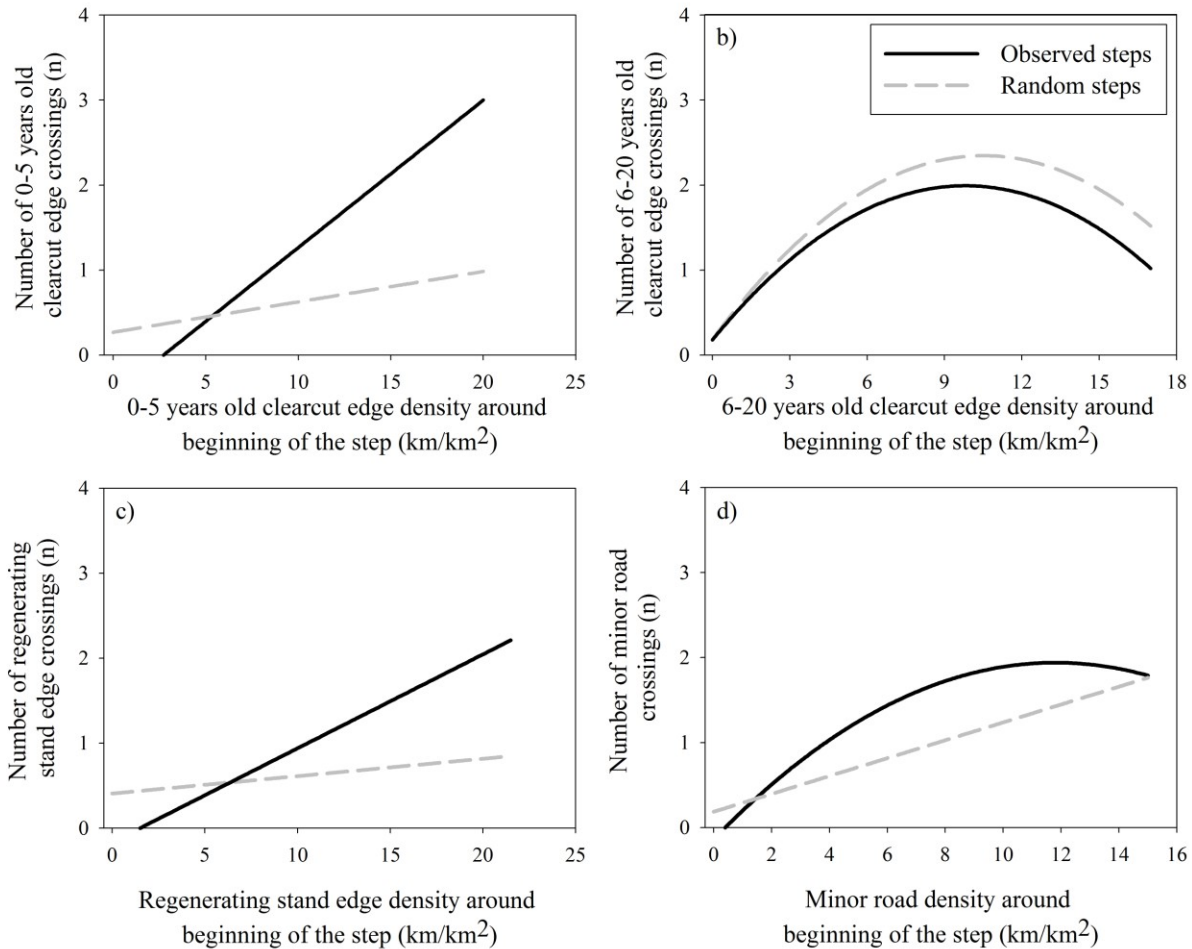 Number of 0-5 years old
clearcut edge crossings (n)
4
3
2
1
0
0 5 10 15 20 25
0-5 years old clearcut edge density around
beginning of the step (km/km²)
b)
Observed steps
Random steps
Number of 6-20 years old
clearcut edge crossings (n)
4
3
2
1
0
0 3 6 9 12 15 18
6-20 years old clearcut edge density around
beginning of the step (km/km²)
c)
Number of regenerating
stand edge crossings (n)
4
3
2
1
0
0 5 10 15 20 25
Regenerating stand edge density around
beginning of the step (km/km²)
d)
Number of minor road
crossings (n)
4
3
2
1
0
0 2 4 6 8 10 12 14 16
Minor road density around
beginning of the step (km/km²)